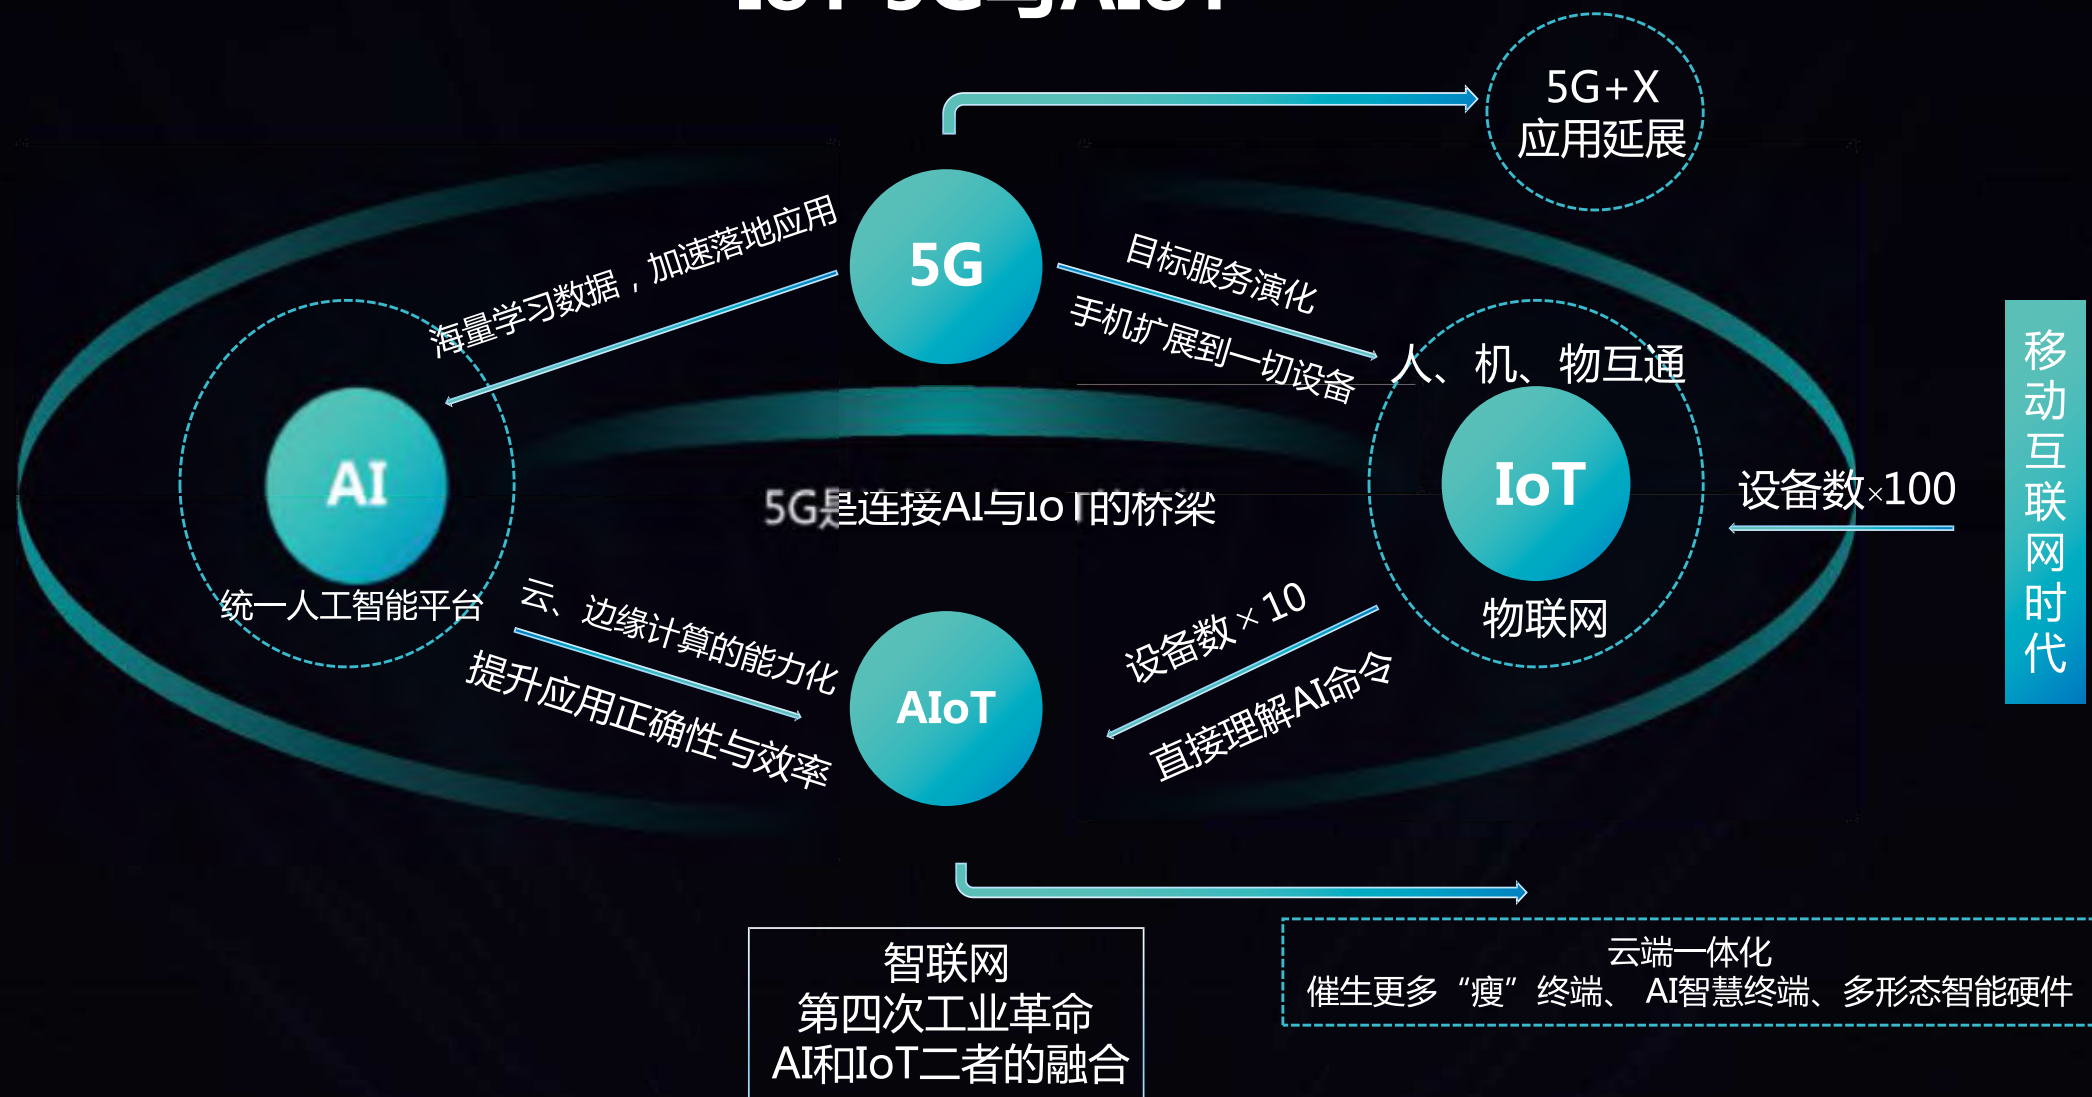 IoT 5G与AIoT
5G+X
应用延展
5G
海量学习数据，加速落地应用
目标服务演化
手机扩展到一切设备
人、机、物互通
AI
统一人工智能平台
IoT
物联网
设备数×100
移动互联网时代
5G是连接AI与IoT的桥梁
云、边缘计算的能力化
提升应用正确性与效率
设备数×10
直接理解AI命令
AIoT
智联网
第四次工业革命
AI和IoT二者的融合
云端一体化
催生更多“瘦”终端、AI智慧终端、多形态智能硬件